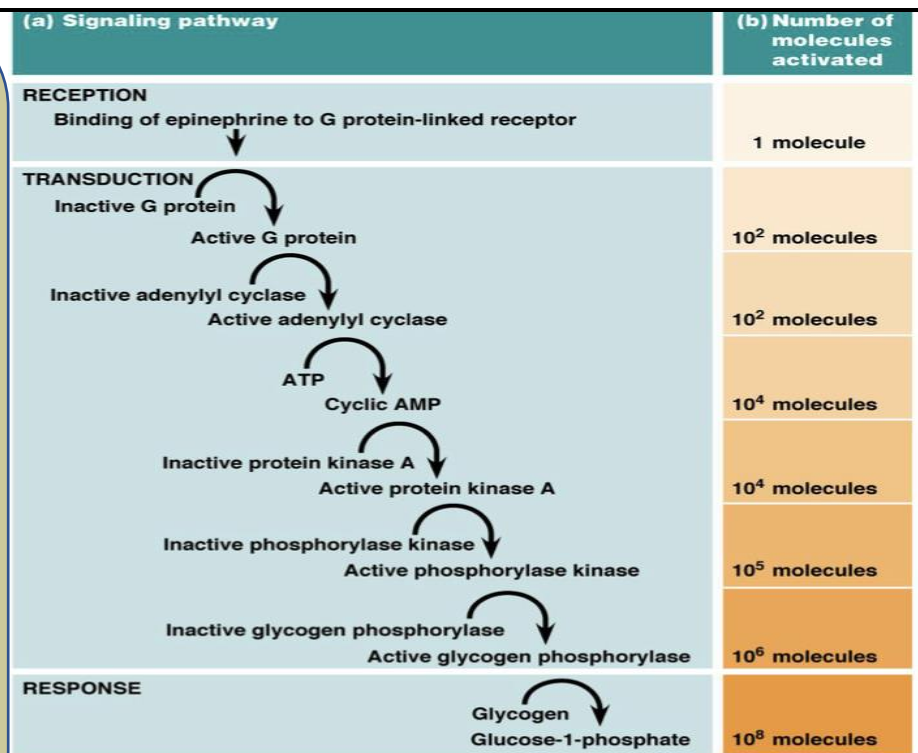 (a) Signaling pathway
(b) Number of
molecules
activated
RECEPTION
Binding of epinephrine to G protein-linked receptor
1 molecule
TRANSDUCTION
Inactive G protein
Active G protein
10² molecules
Inactive adenylyl cyclase
Active adenylyl cyclase
10² molecules
ATP
Cyclic AMP
10⁴ molecules
Inactive protein kinase A
Active protein kinase A
10⁴ molecules
Inactive phosphorylase kinase
Active phosphorylase kinase
10⁵ molecules
Inactive glycogen phosphorylase
Active glycogen phosphorylase
10⁶ molecules
RESPONSE
Glycogen
Glucose-1-phosphate
10⁸ molecules